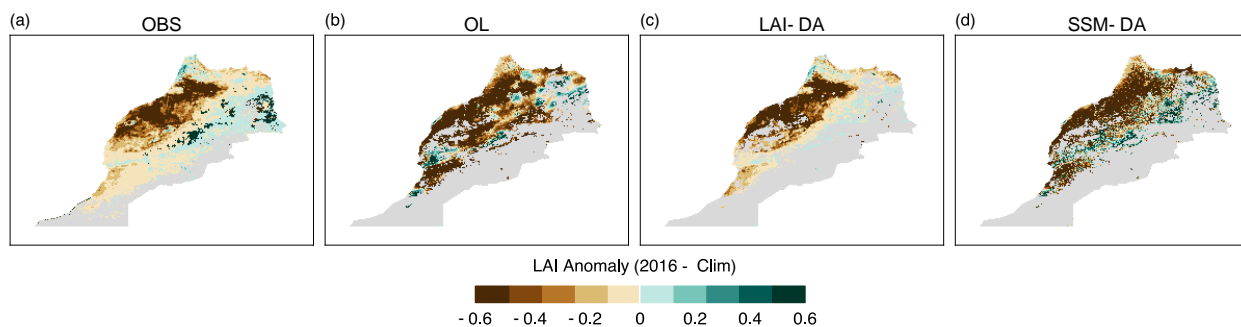 (a) OBS (b) OL (c) LAI- DA (d) SSM- DA
LAI Anomaly (2016 - Clim)
- 0.6 - 0.4 - 0.2 0 0.2 0.4 0.6